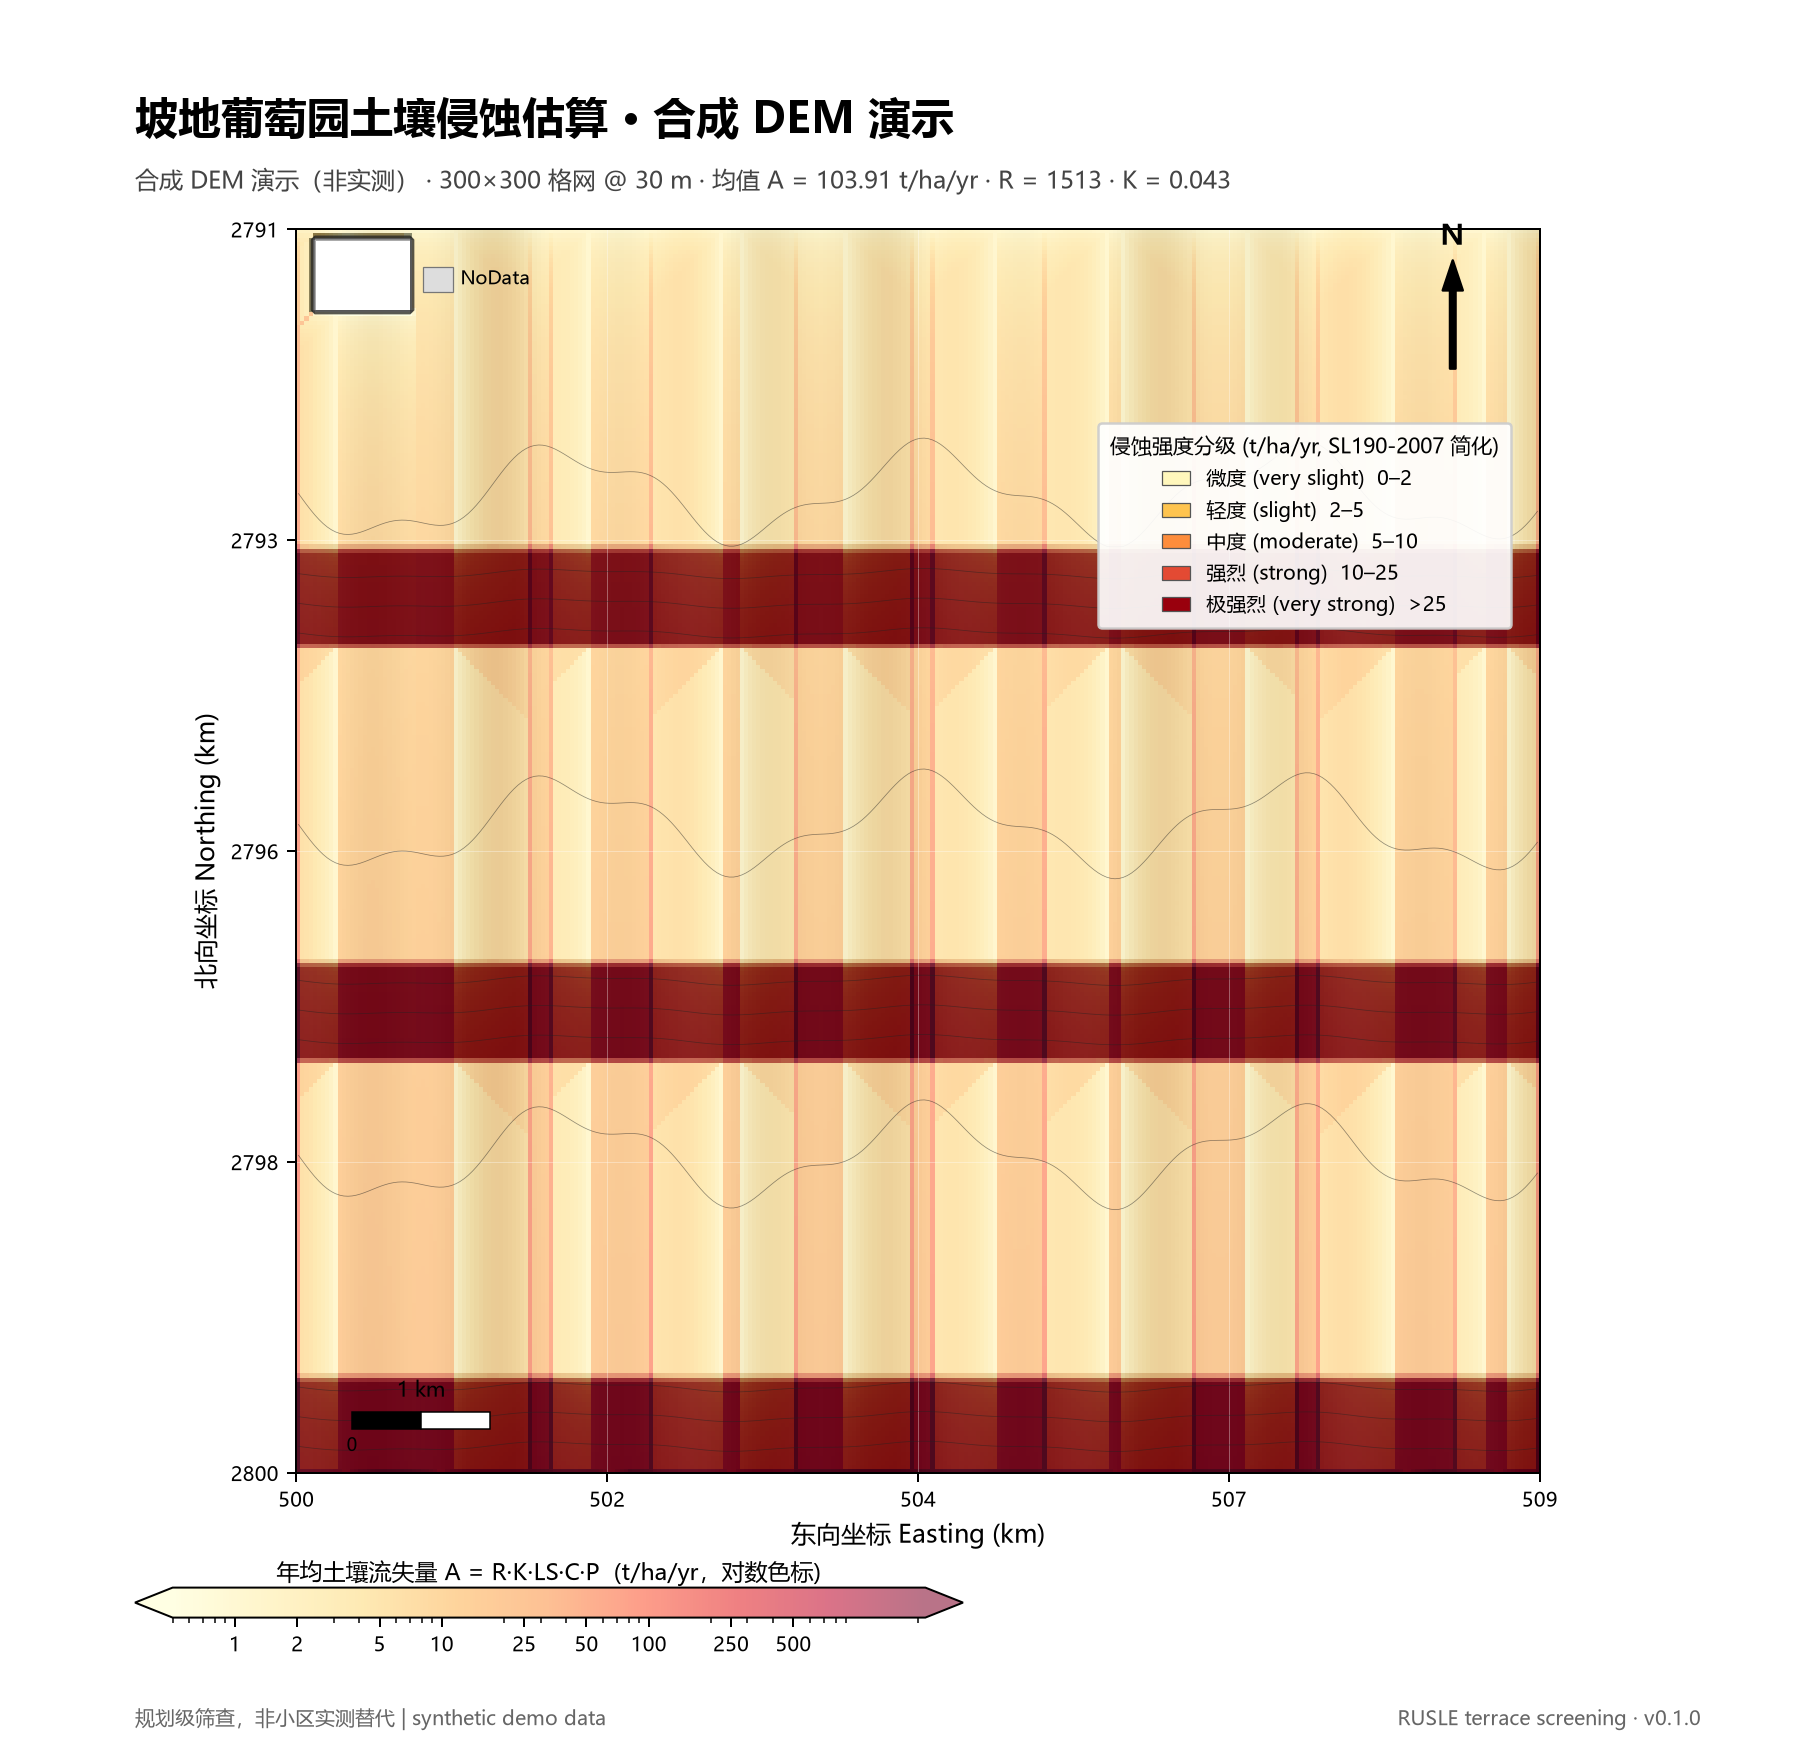 坡地葡萄园土壤侵蚀估算 • 合成 DEM 演示
合成 DEM 演示（非实测） · 300×300 格网 @ 30 m · 均值 A = 103.91 t/ha/yr · R = 1513 · K = 0.043
N
NoData
侵蚀强度分级 (t/ha/yr, SL190-2007 简化)
微度 (very slight) 0–2
轻度 (slight) 2–5
中度 (moderate) 5–10
强烈 (strong) 10–25
极强烈 (very strong) >25
北向坐标 Northing (km)
2791
2793
2796
2798
2800
1 km
0
500 502 504 507 509
东向坐标 Easting (km)
年均土壤流失量 A = R·K·LS·C·P（t/ha/yr，对数色标）
1 2 5 10 25 50 100 250 500
规划级筛查，非小区实测替代 | synthetic demo data
RUSLE terrace screening · v0.1.0